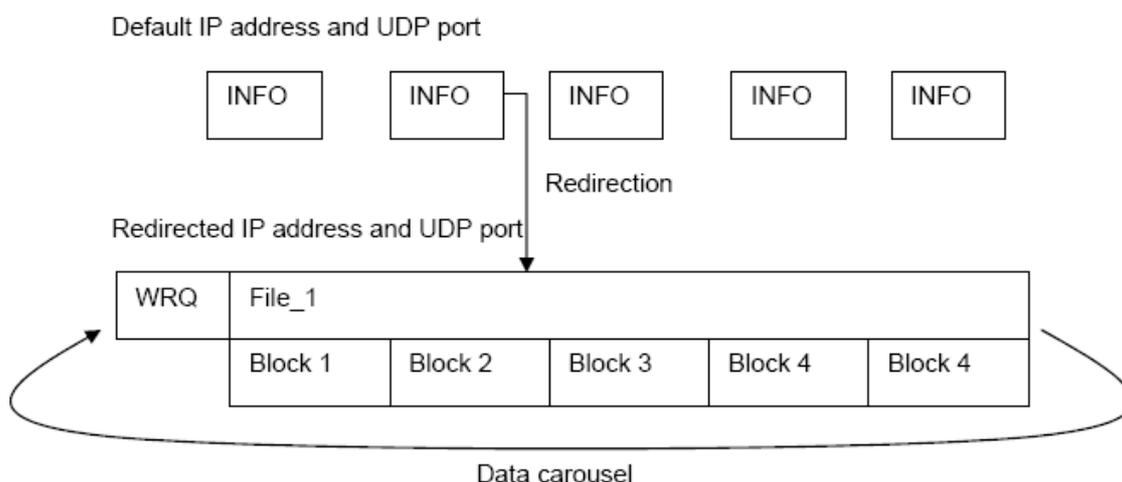 Default IP address and UDP port
INFO INFO INFO INFO INFO
Redirection
Redirected IP address and UDP port
WRQ File_1
Block 1 Block 2 Block 3 Block 4 Block 4
Data carousel